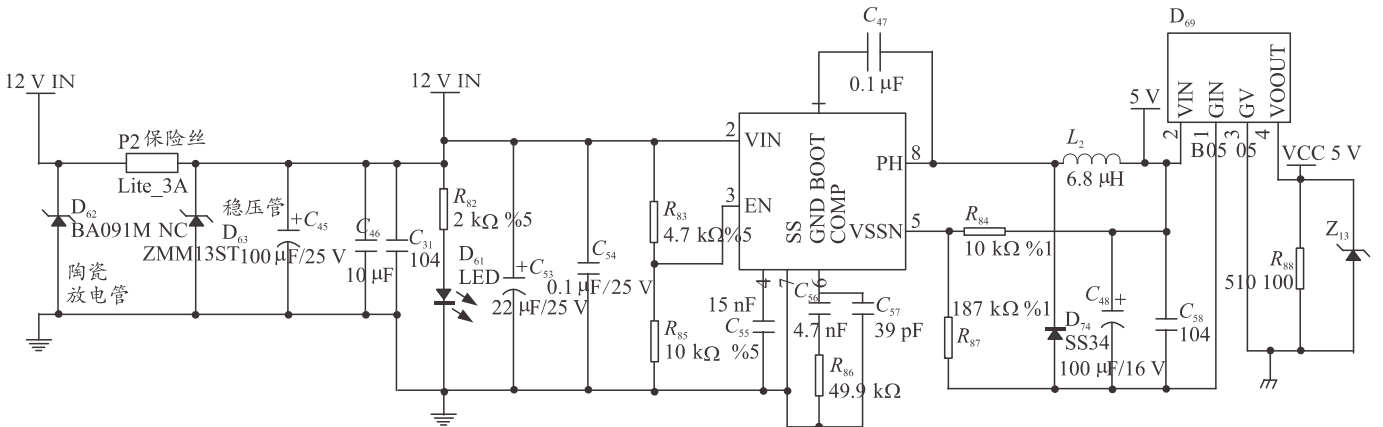 12 V IN
P2 保险丝
Lite_3A
D62
BA091M NC
陶瓷
放电管
稳压管
D63
ZMM13ST
+C45
100 μF/25 V
C46
10 μF
C31
104
12 V IN
R82
2 kΩ %5
D61
LED
+C53
22 μF/25 V
C54
0.1 μF/25 V
R83
4.7 kΩ%5
R85
10 kΩ %5
C47
0.1 μF
2
VIN
3
EN
SS
GND BOOT
COMP
PH
8
VSSN
5
4
7
6
15 nF
C55
C56
4.7 nF
C57
39 pF
R86
49.9 kΩ
L2
6.8 μH
5 V
R84
10 kΩ %1
187 kΩ %1
R87
D74
SS34
C48 +
100 μF/16 V
C58
104
D69
VIN
GIN
GV
VOOUT
2
1
3
4
B05 05
VCC 5 V
R88
510 100
Z13